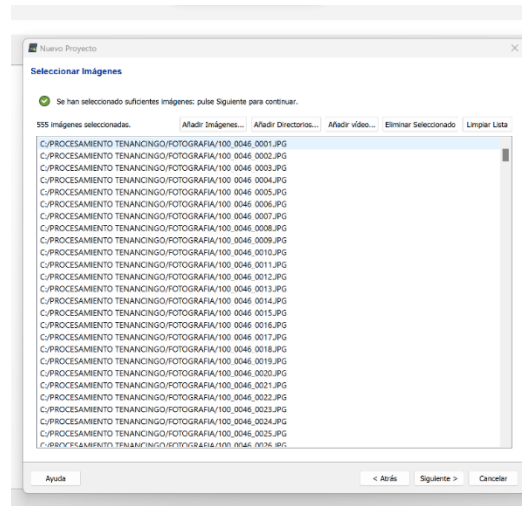 Nuevo Proyecto
Seleccionar Imágenes
Se han seleccionado suficientes imágenes: pulse Siguiente para continuar.
555 imágenes seleccionadas. Añadir Imágenes... Añadir Directorios... Añadir vídeo... Eliminar Seleccionado Limpiar Lista
C:/PROCESAMIENTO TENANCINGO/FOTOGRAFIA/100_0046_0001.JPG
C:/PROCESAMIENTO TENANCINGO/FOTOGRAFIA/100_0046_0002.JPG
C:/PROCESAMIENTO TENANCINGO/FOTOGRAFIA/100_0046_0003.JPG
C:/PROCESAMIENTO TENANCINGO/FOTOGRAFIA/100_0046_0004.JPG
C:/PROCESAMIENTO TENANCINGO/FOTOGRAFIA/100_0046_0005.JPG
C:/PROCESAMIENTO TENANCINGO/FOTOGRAFIA/100_0046_0006.JPG
C:/PROCESAMIENTO TENANCINGO/FOTOGRAFIA/100_0046_0007.JPG
C:/PROCESAMIENTO TENANCINGO/FOTOGRAFIA/100_0046_0008.JPG
C:/PROCESAMIENTO TENANCINGO/FOTOGRAFIA/100_0046_0009.JPG
C:/PROCESAMIENTO TENANCINGO/FOTOGRAFIA/100_0046_0010.JPG
C:/PROCESAMIENTO TENANCINGO/FOTOGRAFIA/100_0046_0011.JPG
C:/PROCESAMIENTO TENANCINGO/FOTOGRAFIA/100_0046_0012.JPG
C:/PROCESAMIENTO TENANCINGO/FOTOGRAFIA/100_0046_0013.JPG
C:/PROCESAMIENTO TENANCINGO/FOTOGRAFIA/100_0046_0014.JPG
C:/PROCESAMIENTO TENANCINGO/FOTOGRAFIA/100_0046_0015.JPG
C:/PROCESAMIENTO TENANCINGO/FOTOGRAFIA/100_0046_0016.JPG
C:/PROCESAMIENTO TENANCINGO/FOTOGRAFIA/100_0046_0017.JPG
C:/PROCESAMIENTO TENANCINGO/FOTOGRAFIA/100_0046_0018.JPG
C:/PROCESAMIENTO TENANCINGO/FOTOGRAFIA/100_0046_0019.JPG
C:/PROCESAMIENTO TENANCINGO/FOTOGRAFIA/100_0046_0020.JPG
C:/PROCESAMIENTO TENANCINGO/FOTOGRAFIA/100_0046_0021.JPG
C:/PROCESAMIENTO TENANCINGO/FOTOGRAFIA/100_0046_0022.JPG
C:/PROCESAMIENTO TENANCINGO/FOTOGRAFIA/100_0046_0023.JPG
C:/PROCESAMIENTO TENANCINGO/FOTOGRAFIA/100_0046_0024.JPG
C:/PROCESAMIENTO TENANCINGO/FOTOGRAFIA/100_0046_0025.JPG
C:/PROCESAMIENTO TENANCINGO/FOTOGRAFIA/100_0046_0026.JPG
Ayuda < Atrás Siguiente > Cancelar